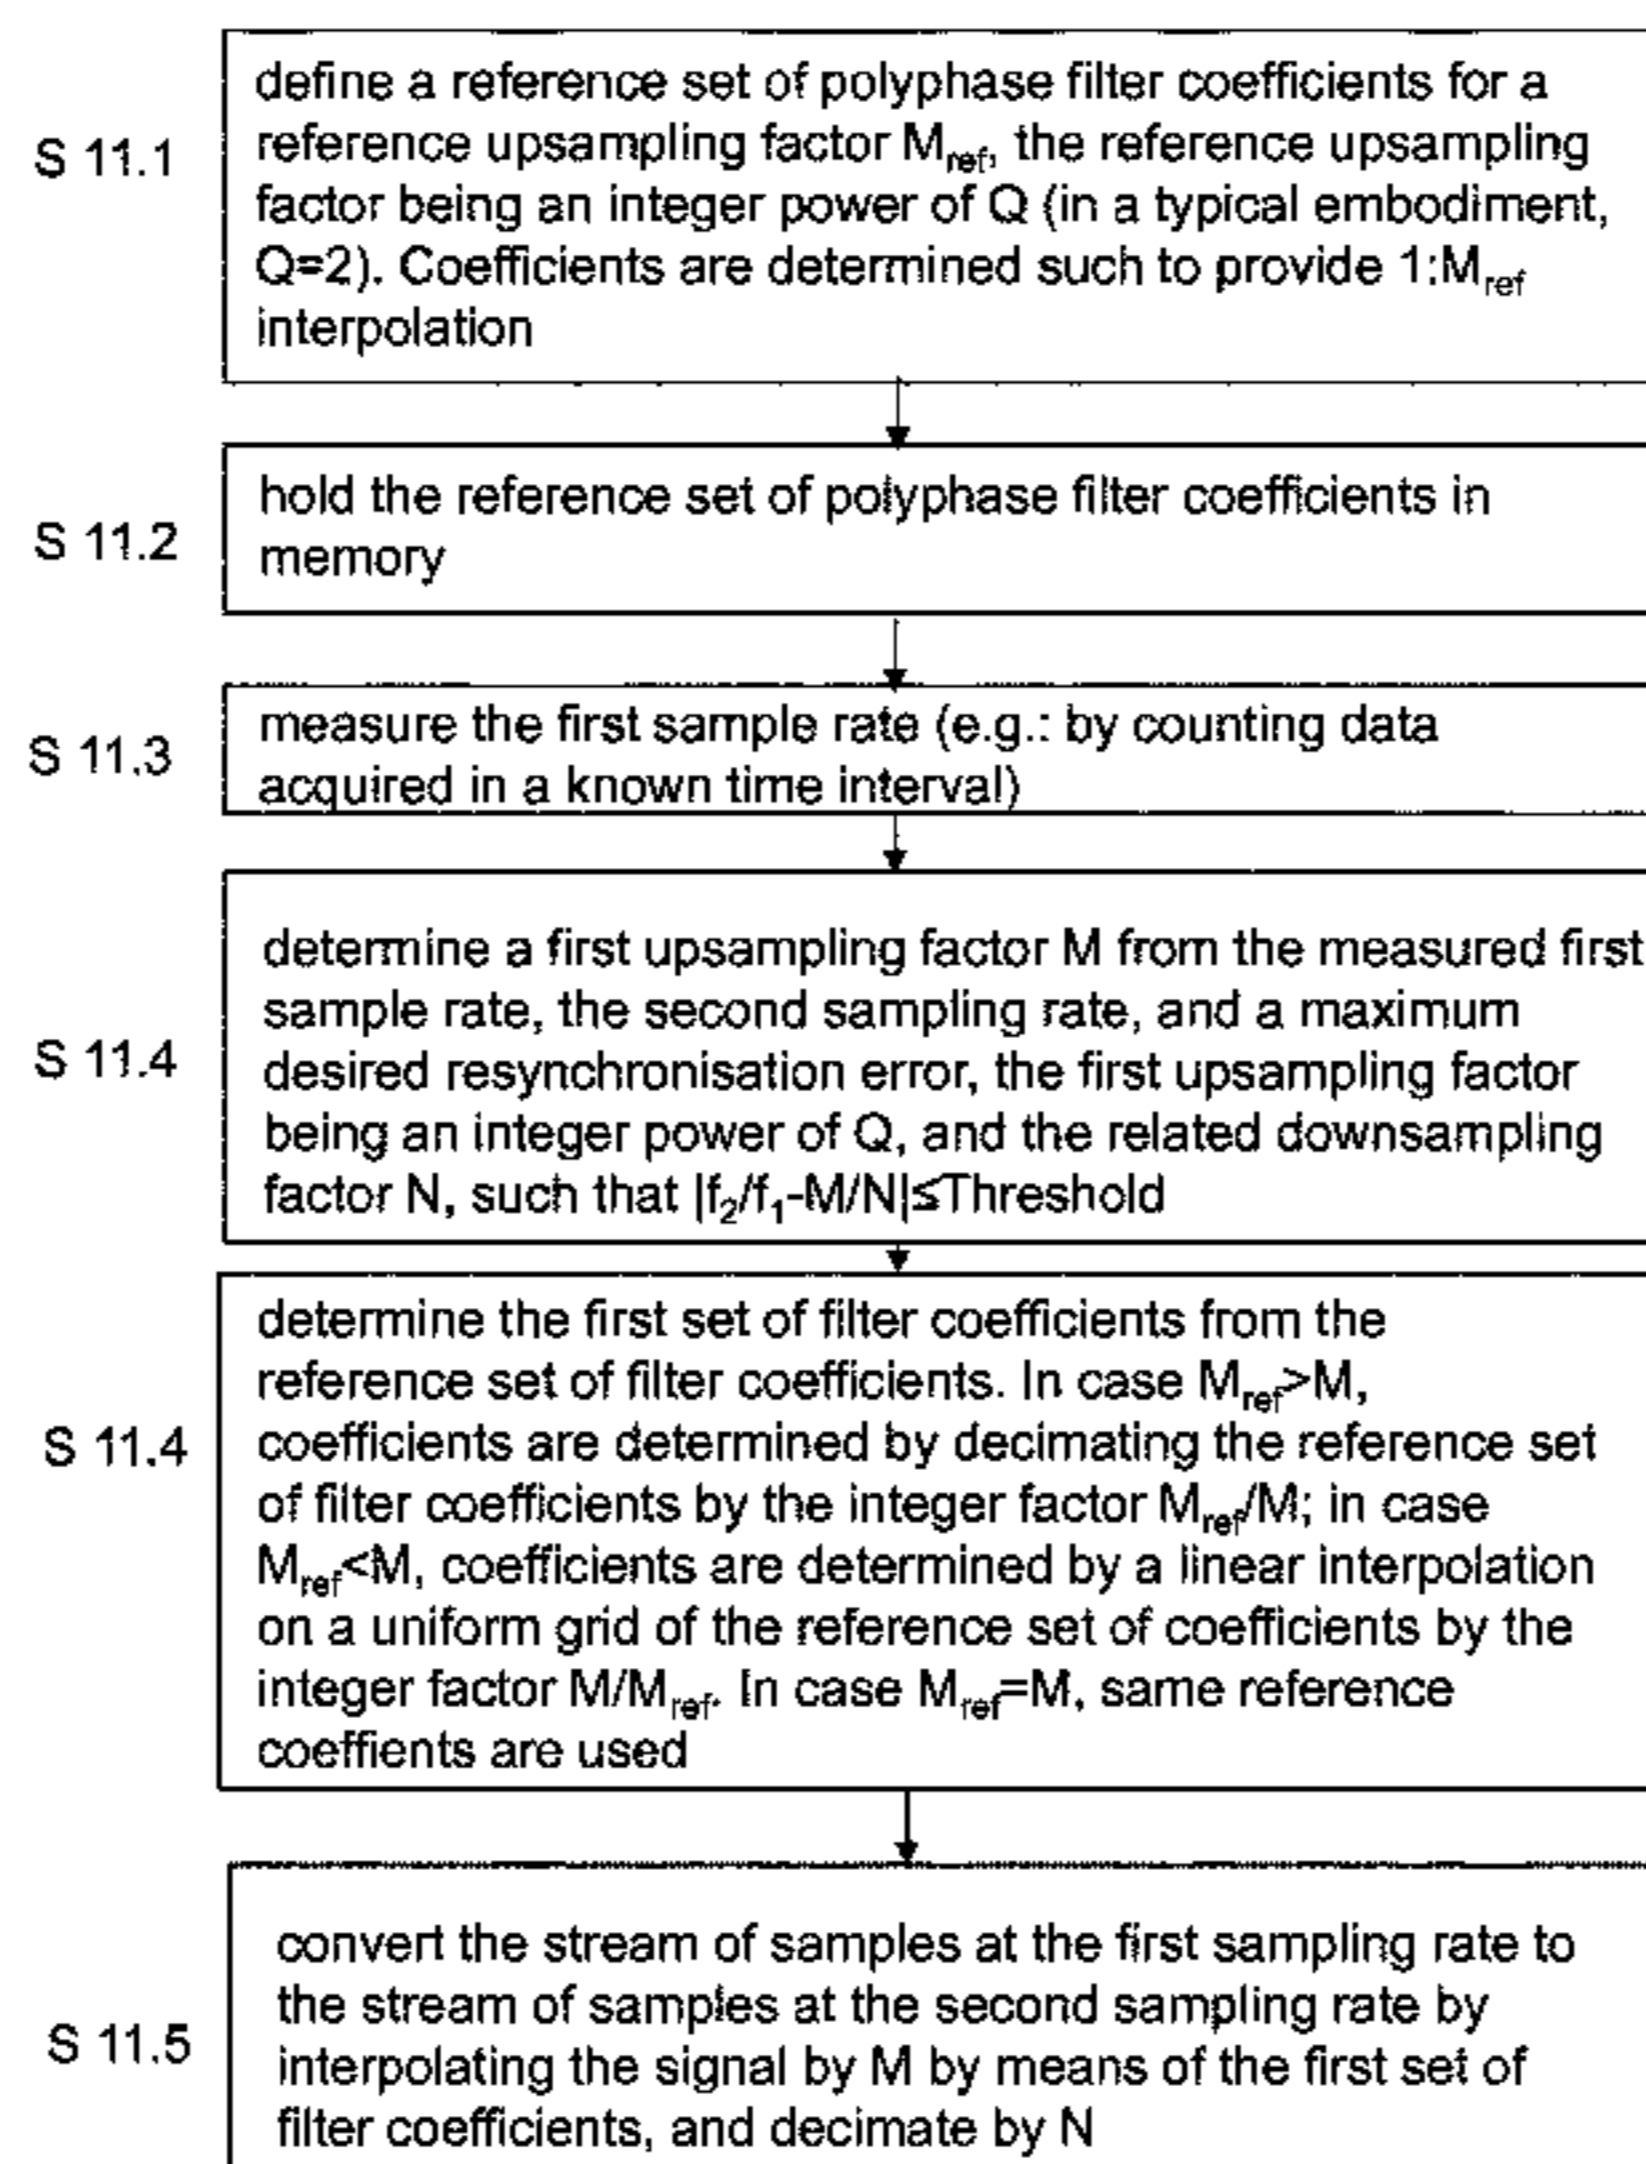 define a reference set of polyphase filter coefficients for a
S 11.1
reference upsampling factor Mref, the reference upsampling
factor being an integer power of Q (in a typical embodiment,
Q=2). Coefficients are determined such to provide 1:Mref
interpolation
hold the reference set of polyphase filter coefficients in
S 11.2
memory
measure the first sample rate (e.g.: by counting data
S 11.3
acquired in a known time interval)
determine a first upsampling factor M from the measured first
sample rate, the second sampling rate, and a maximum
S 11.4
desired resynchronisation error, the first upsampling factor
being an integer power of Q, and the related downsampling
factor N, such that |f2/f1-M/N|≤Threshold
determine the first set of filter coefficients from the
reference set of filter coefficients. In case Mref>M,
S 11.4
coefficients are determined by decimating the reference set
of filter coefficients by the integer factor Mref/M; in case
Mref<M, coefficients are determined by a linear interpolation
on a uniform grid of the reference set of coefficients by the
integer factor M/Mref. In case Mref=M, same reference
coeffients are used
convert the stream of samples at the first sampling rate to
the stream of samples at the second sampling rate by
S 11.5
interpolating the signal by M by means of the first set of
filter coefficients, and decimate by N